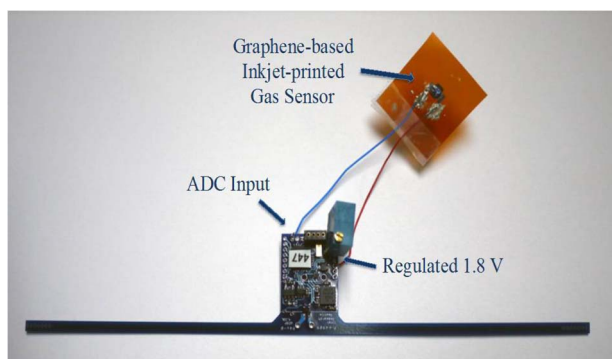 Graphene-based
Inkjet-printed
Gas Sensor
ADC Input
Regulated 1.8 V
447